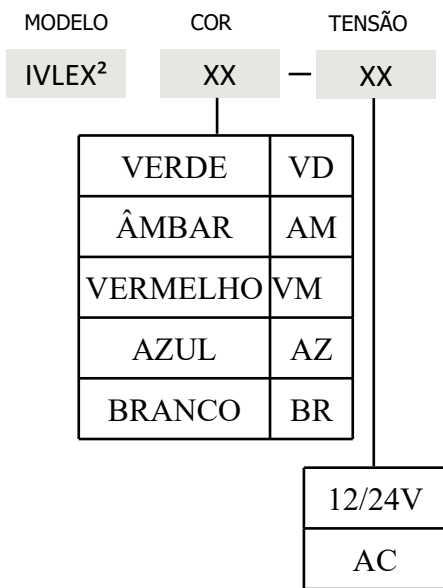 MODELO COR TENSÃO
IVLEX² XX — XX
VERDE VD
ÂMBAR AM
VERMELHO VM
AZUL AZ
BRANCO BR
12/24V
AC